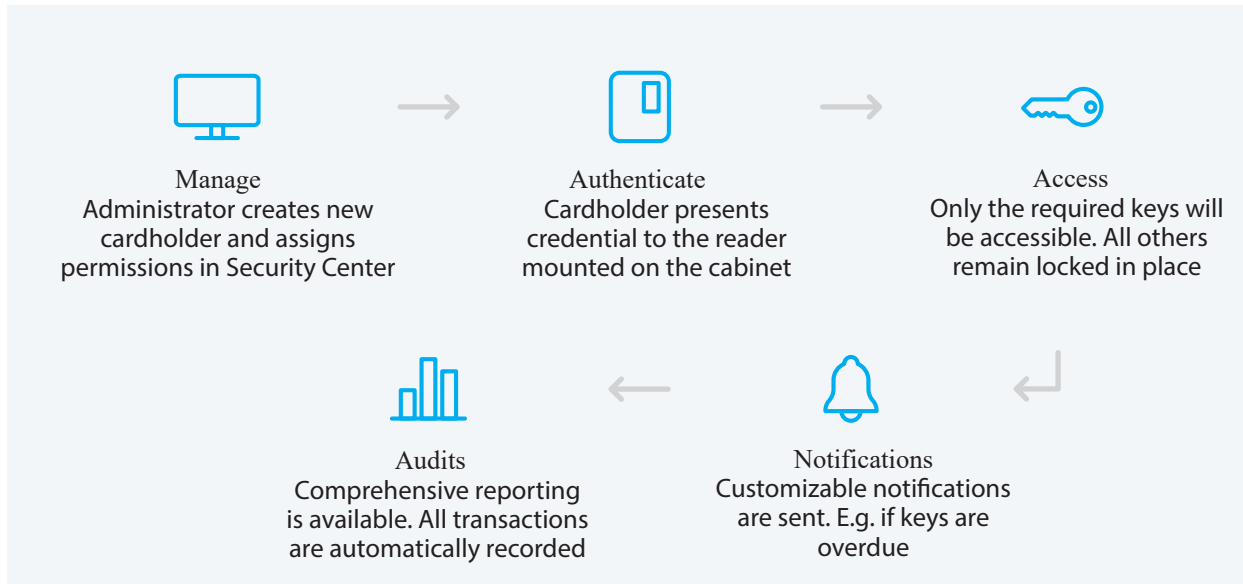 Manage
Administrator creates new
cardholder and assigns
permissions in Security Center
Authenticate
Cardholder presents
credential to the reader
mounted on the cabinet
Access
Only the required keys will
be accessible. All others
remain locked in place
Notifications
Customizable notifications
are sent. E.g. if keys are
overdue
Audits
Comprehensive reporting
is available. All transactions
are automatically recorded